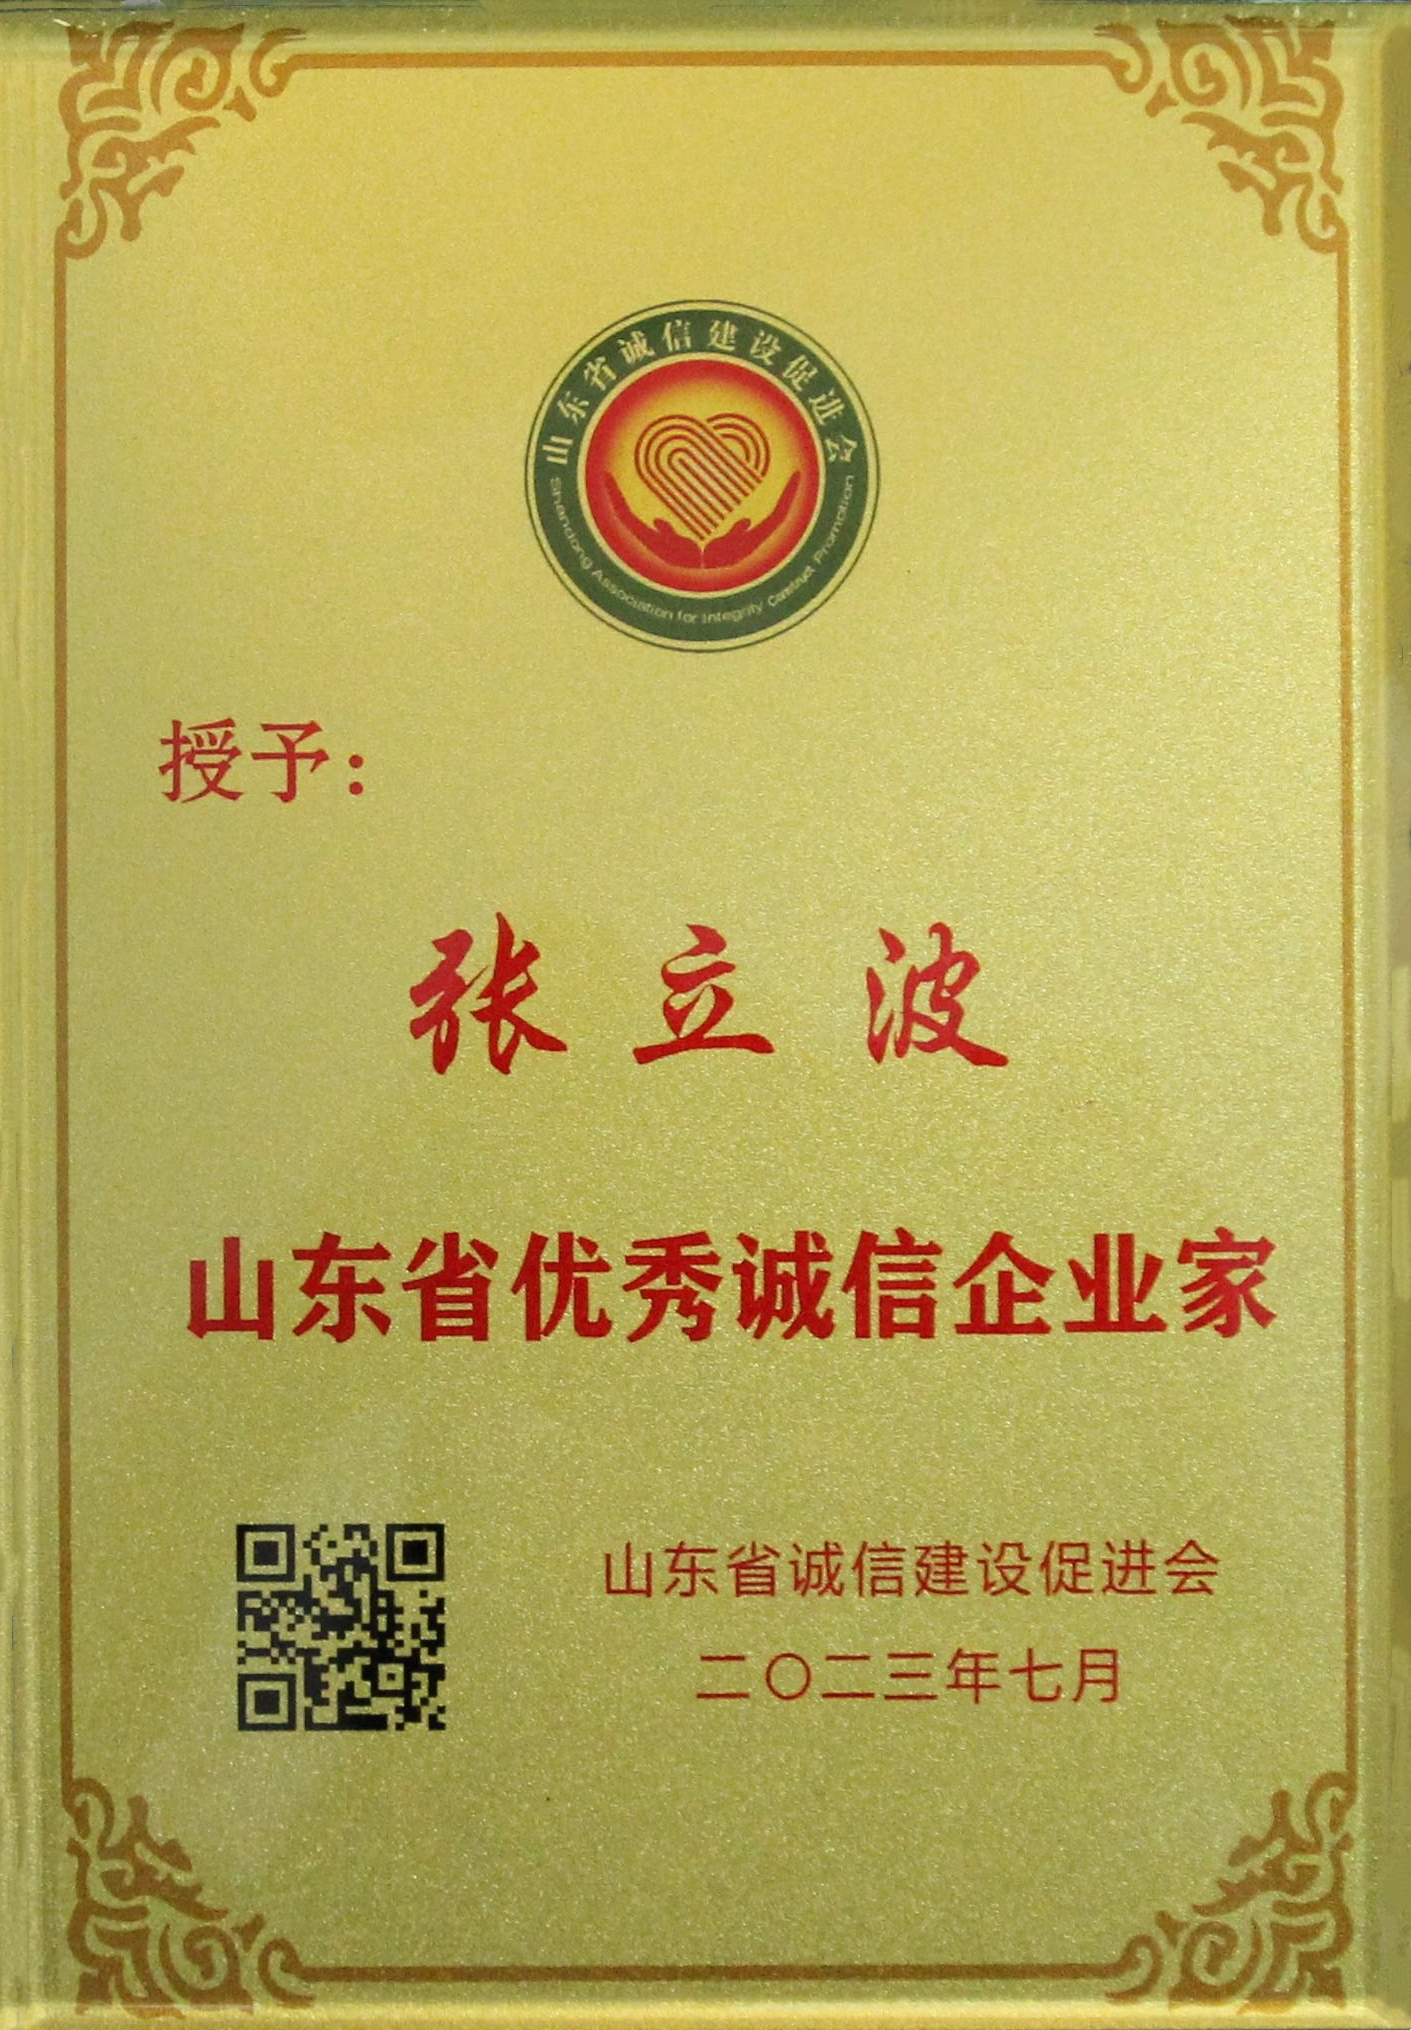 山东省诚信建设促进会
Shandong Association for Integrity Construct Promotion
授予：
张立波
山东省优秀诚信企业家
山东省诚信建设促进会
二〇二三年七月